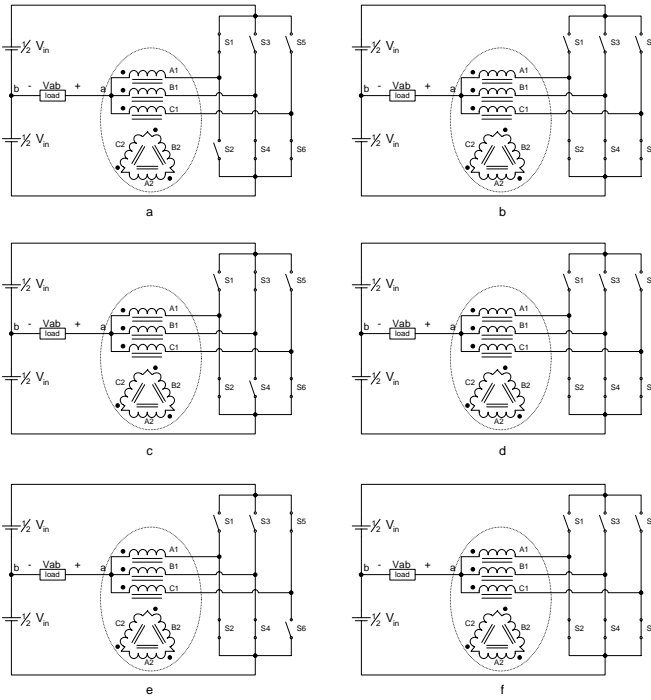 ½ Vin
S1 S3 S5
A1
b - Vab + a B1
load
C1
½ Vin
C2 B2 S2 S4 S6
A2
a
½ Vin
S1 S3
A1
b - Vab + a B1
load
C1
½ Vin
C2 B2 S2 S4
A2
b
½ Vin
S1 S3 S5
A1
b - Vab + a B1
load
C1
½ Vin
C2 B2 S2 S4 S6
A2
c
½ Vin
S1 S3
A1
b - Vab + a B1
load
C1
½ Vin
C2 B2 S2 S4
A2
d
½ Vin
S1 S3 S5
A1
b - Vab + a B1
load
C1
½ Vin
C2 B2 S2 S4 S6
A2
e
½ Vin
S1 S3
A1
b - Vab + a B1
load
C1
½ Vin
C2 B2 S2 S4
A2
f